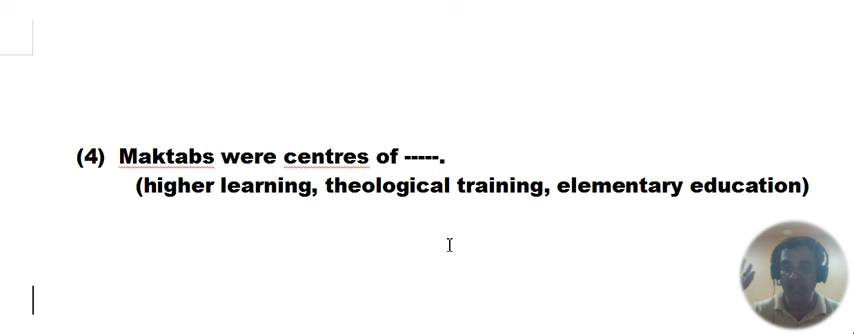 (4) Maktabs were centres of -----.
(higher learning, theological training, elementary education)